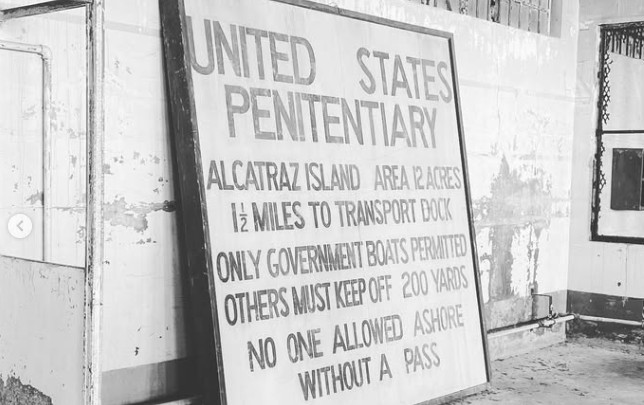 UNITED STATES
PENITENTIARY
ALCATRAZ ISLAND AREA 12 ACRES
1½ MILES TO TRANSPORT DOCK
ONLY GOVERNMENT BOATS PERMITTED
OTHERS MUST KEEP OFF 200 YARDS
NO ONE ALLOWED ASHORE
WITHOUT A PASS